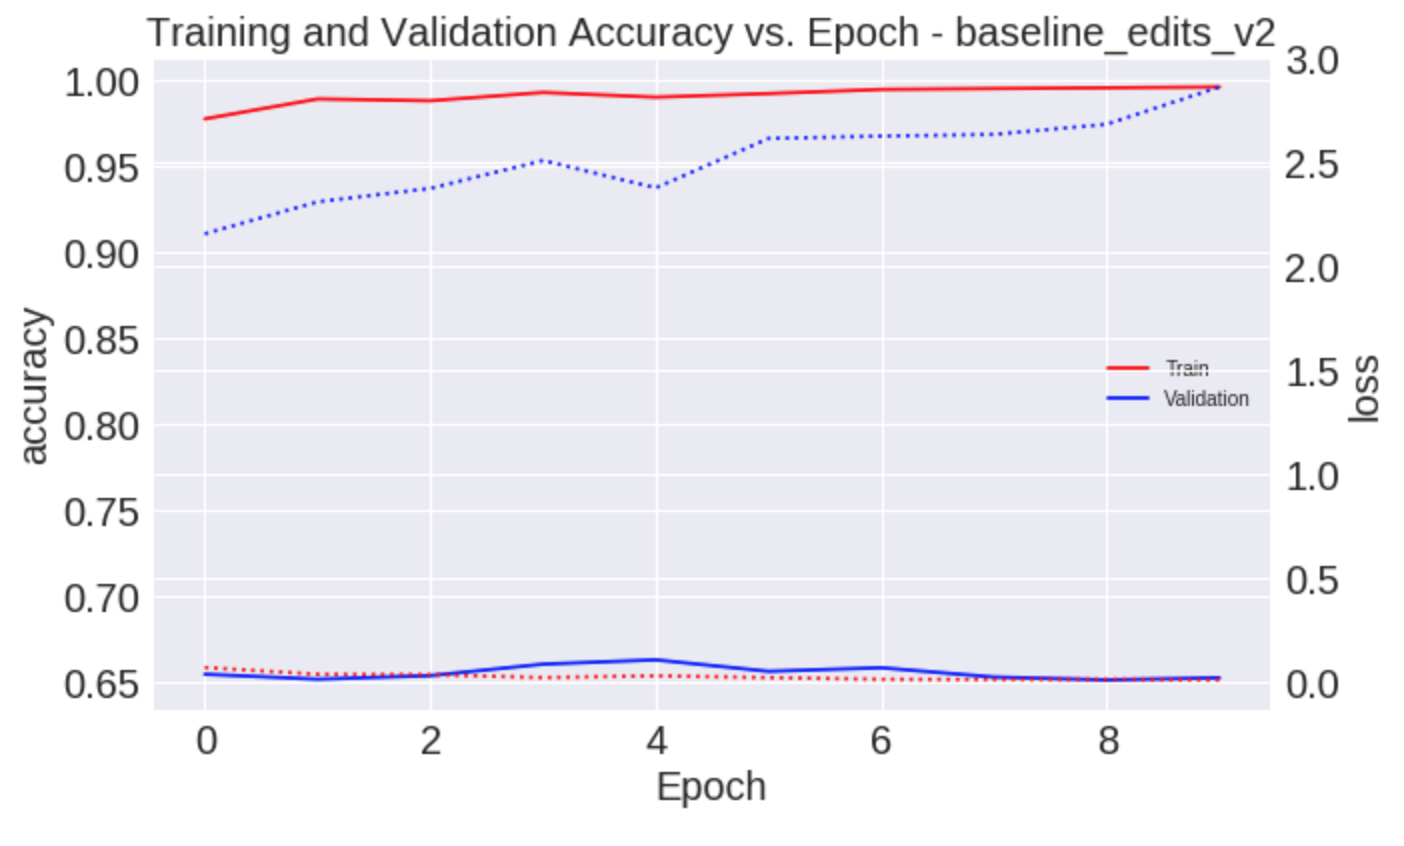 Training and Validation Accuracy vs. Epoch - baseline_edits_v2
1.00
0.95
0.90
0.85
0.80
0.75
0.70
0.65
accuracy
3.0
2.5
2.0
1.5
1.0
0.5
0.0
loss
Train
Validation
0 2 4 6 8
Epoch